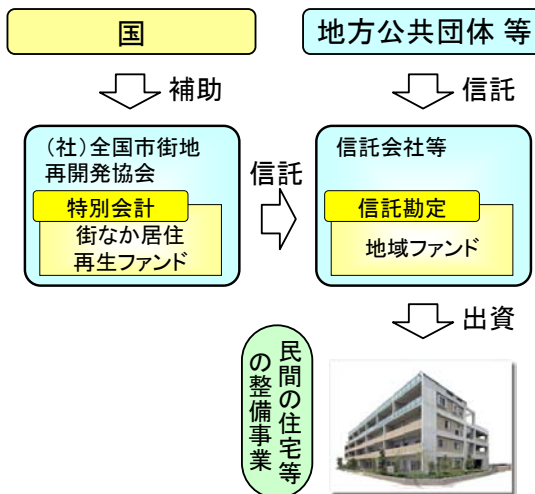 国
地方公共団体 等
補助
信託
(社)全国市街地
再開発協会
特別会計
街なか居住
再生ファンド
信託
信託会社等
信託勘定
地域ファンド
出資
民間の住宅等
の整備事業